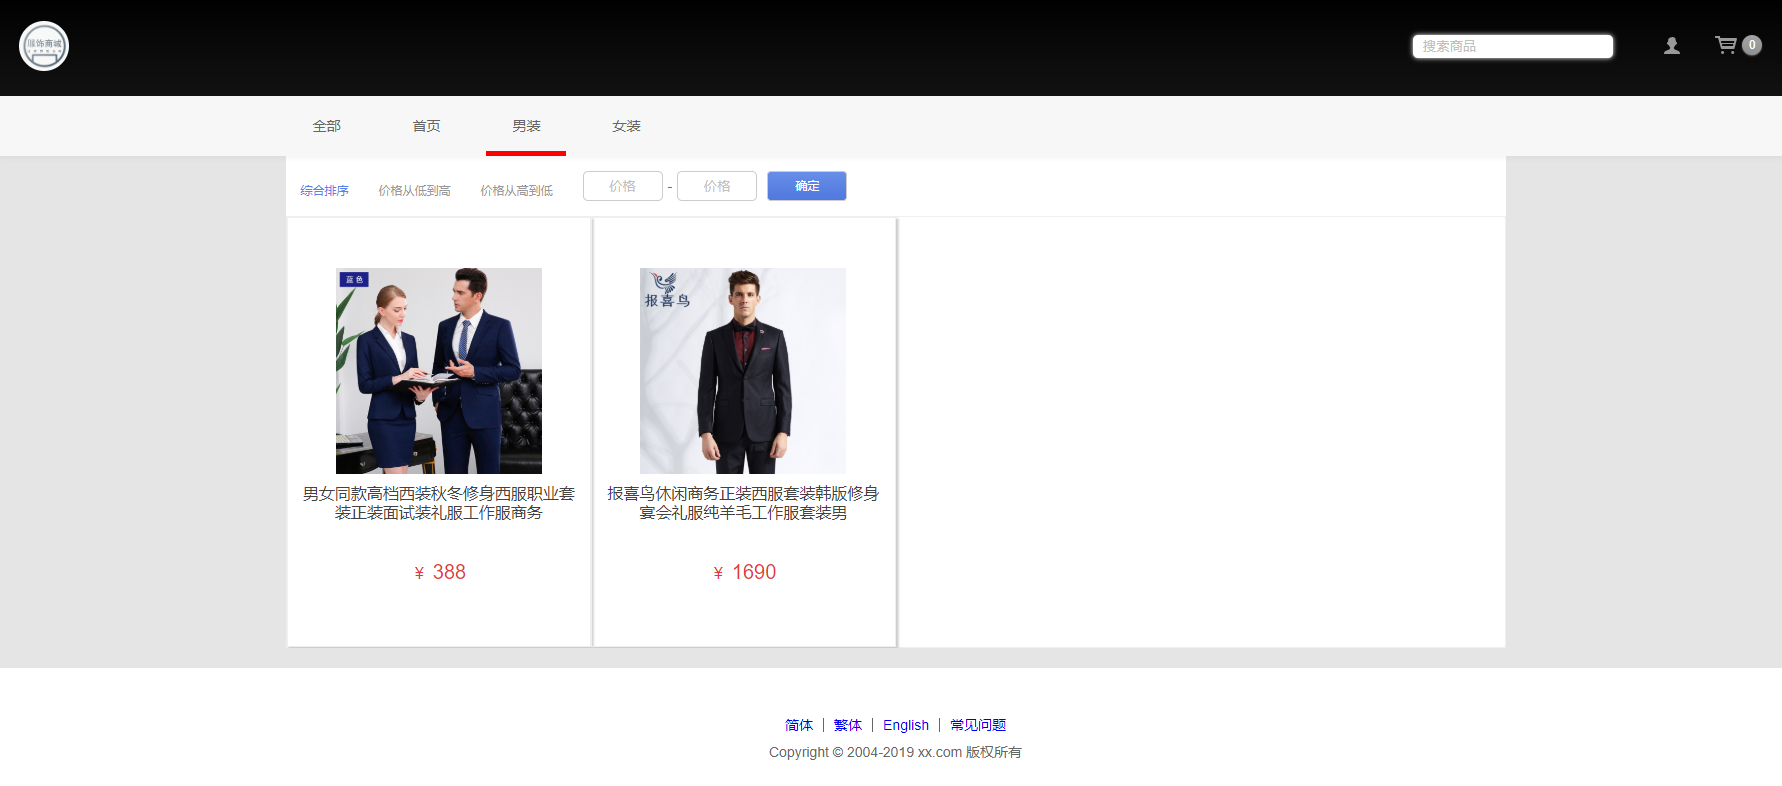 服饰商城
搜索商品
0
全部 首页 男装 女装
综合排序 价格从低到高 价格从高到低 价格 - 价格 确定
蓝色
男女同款高档西装秋冬修身西服职业套
装正装面试装礼服工作服商务
¥ 388
报喜鸟
报喜鸟休闲商务正装西服套装韩版修身
宴会礼服纯羊毛工作服套装男
¥ 1690
简体 | 繁体 | English | 常见问题
Copyright © 2004-2019 xx.com 版权所有